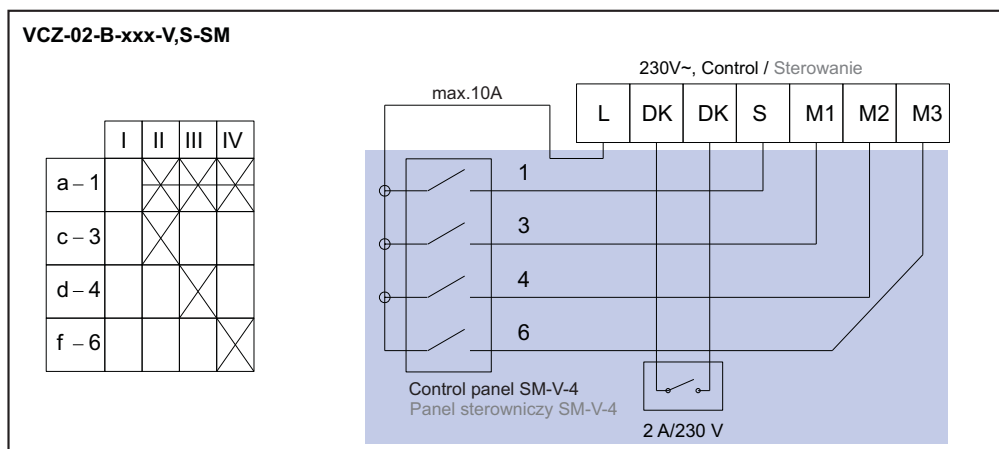 VCZ-02-B-xxx-V,S-SM
230V~, Control / Sterowanie
max.10A
L DK DK S M1 M2 M3
I II III IV
a – 1
c – 3
d – 4
f – 6
1
3
4
6
Control panel SM-V-4
Panel sterowniczy SM-V-4
2 A/230 V